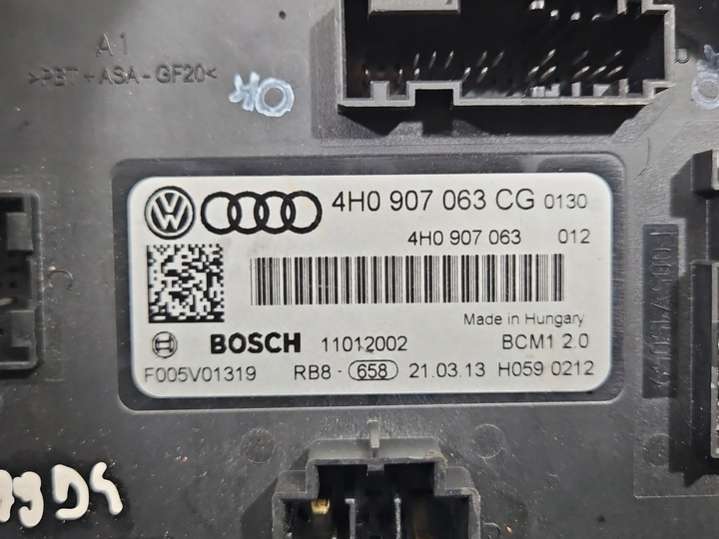 A1
>PBT-ASA-GF20<
OK
4H0 907 063 CG 0130
4H0 907 063 012
Made in Hungary
BOSCH 11012002 BCM1 2.0
F005V01319 RB8 - 658 21.03.13 H059 0212